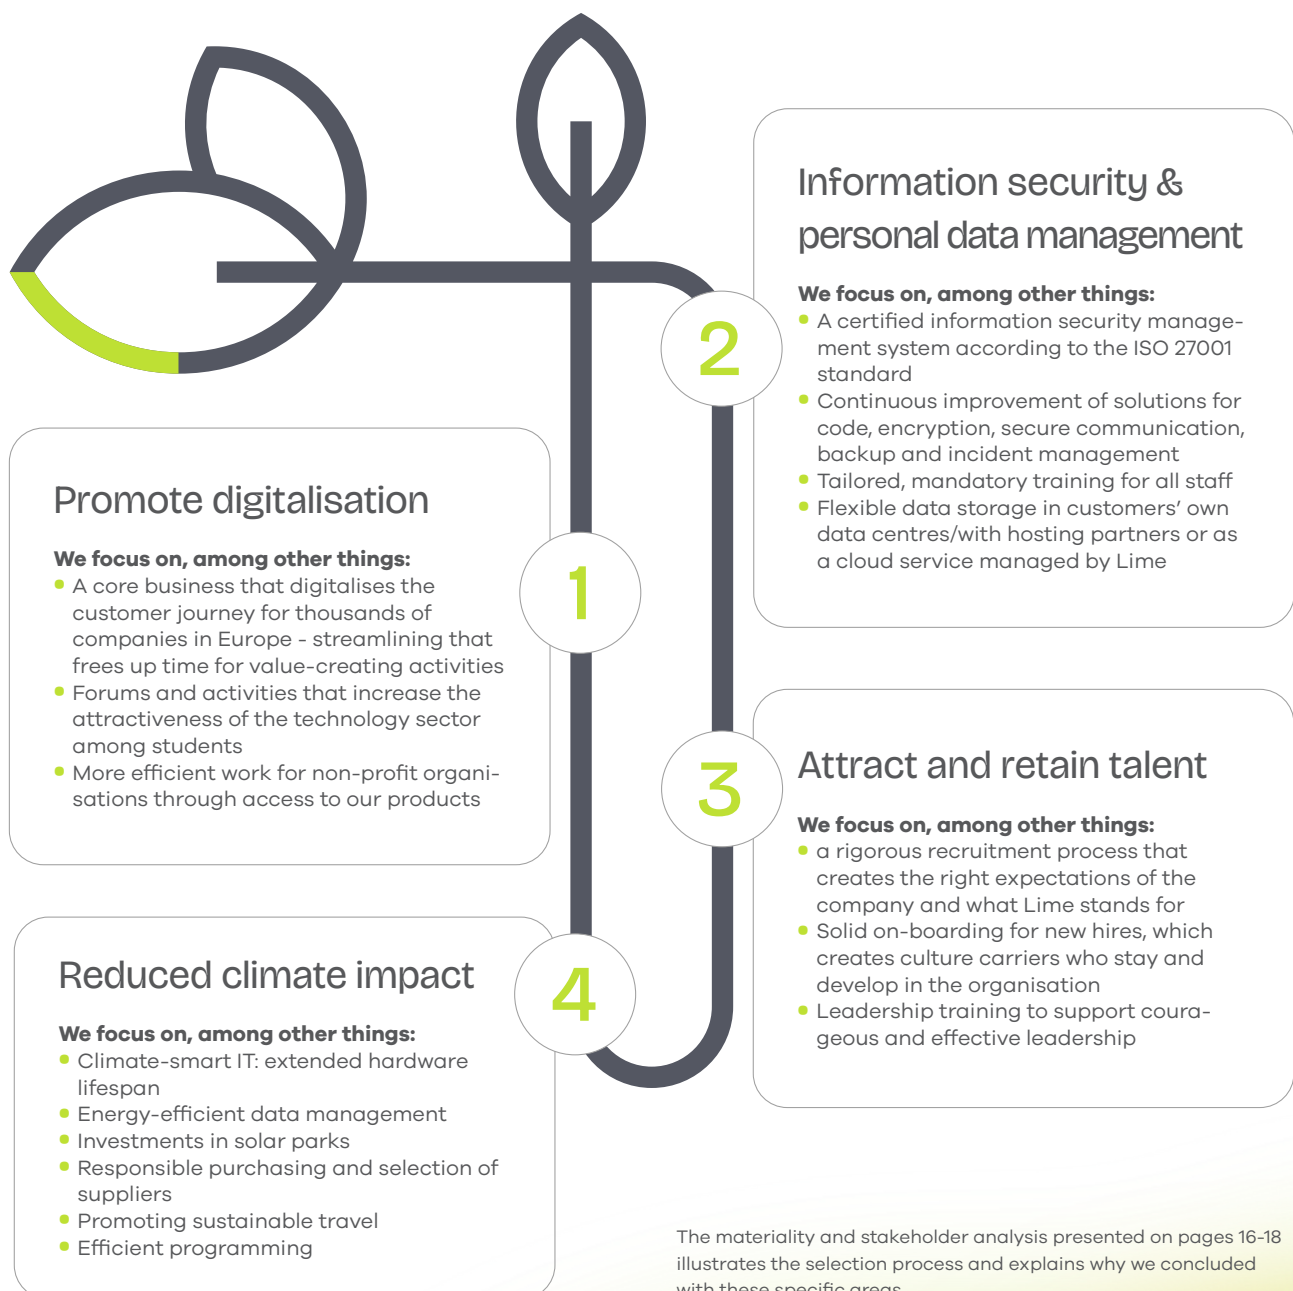 1
Promote digitalisation
We focus on, among other things:
• A core business that digitalises the
customer journey for thousands of
companies in Europe - streamlining that
frees up time for value-creating activities
• Forums and activities that increase the
attractiveness of the technology sector
among students
• More efficient work for non-profit organi-
sations through access to our products
2
Information security &
personal data management
We focus on, among other things:
• A certified information security manage-
ment system according to the ISO 27001
standard
• Continuous improvement of solutions for
code, encryption, secure communication,
backup and incident management
• Tailored, mandatory training for all staff
• Flexible data storage in customers’ own
data centres/with hosting partners or as
a cloud service managed by Lime
3
Attract and retain talent
We focus on, among other things:
• a rigorous recruitment process that
creates the right expectations of the
company and what Lime stands for
• Solid on-boarding for new hires, which
creates culture carriers who stay and
develop in the organisation
• Leadership training to support coura-
geous and effective leadership
4
Reduced climate impact
We focus on, among other things:
• Climate-smart IT: extended hardware
lifespan
• Energy-efficient data management
• Investments in solar parks
• Responsible purchasing and selection of
suppliers
• Promoting sustainable travel
• Efficient programming
The materiality and stakeholder analysis presented on pages 16-18
illustrates the selection process and explains why we concluded
with these specific areas